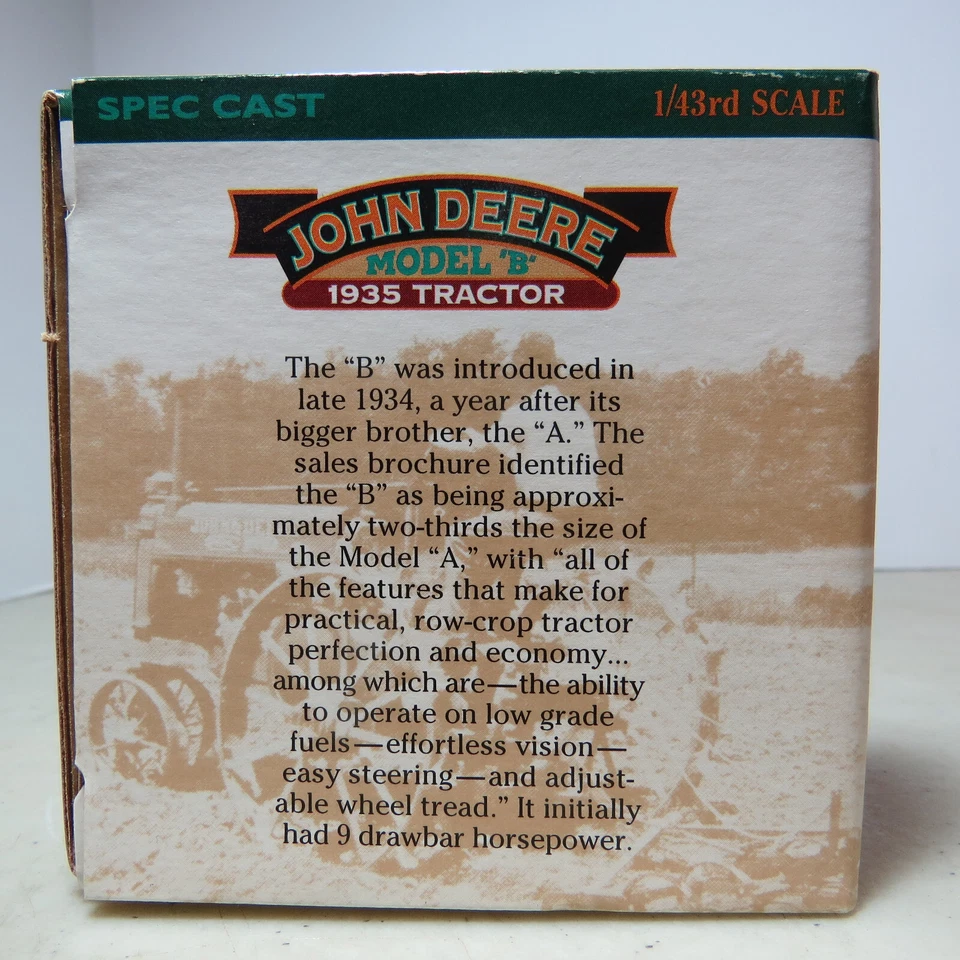 SPEC CAST 1/43rd SCALE
JOHN DEERE
MODEL "B"
1935 TRACTOR
The “B” was introduced in
late 1934, a year after its
bigger brother, the “A.” The
sales brochure identified
the “B” as being approxi-
mately two-thirds the size of
the Model “A,” with “all of
the features that make for
practical, row-crop tractor
perfection and economy...
among which are—the ability
to operate on low grade
fuels—effortless vision—
easy steering—and adjust-
able wheel tread.” It initially
had 9 drawbar horsepower.